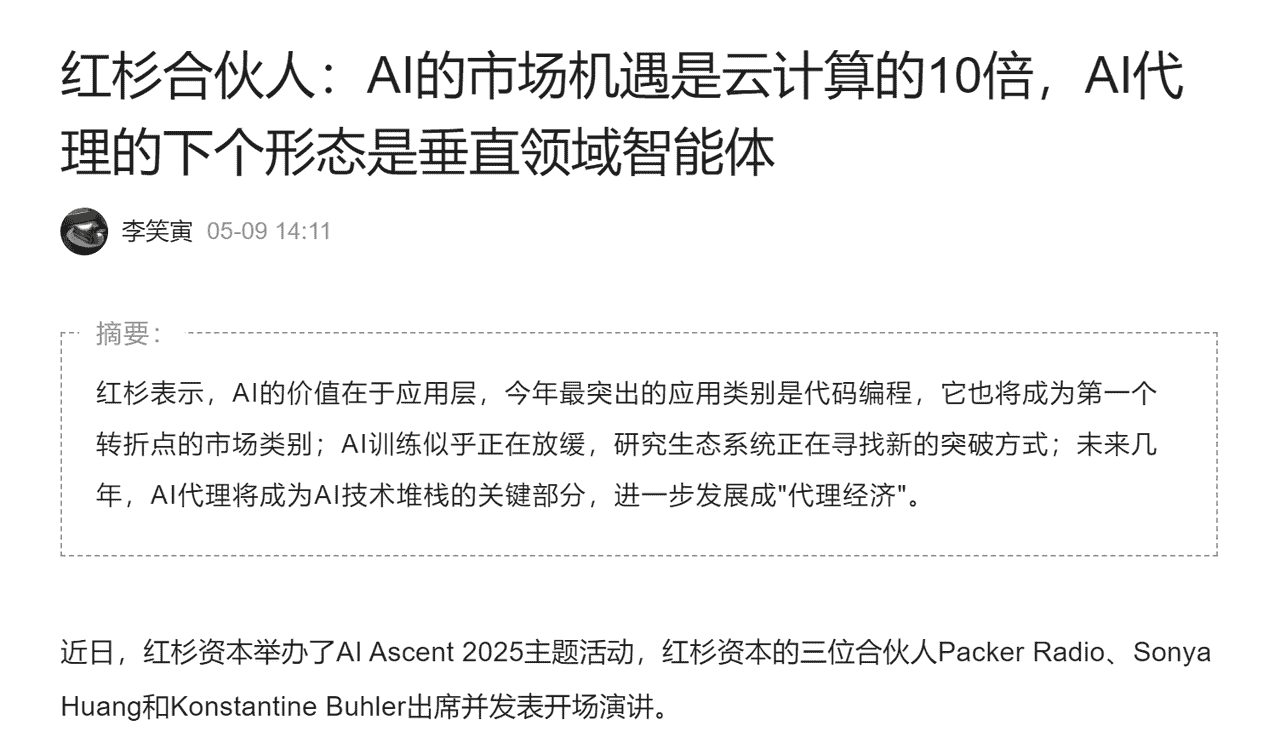 红杉合伙人：AI的市场机遇是云计算的10倍，AI代
理的下个形态是垂直领域智能体
李笑寅 05-09 14:11
摘要：
红杉表示，AI的价值在于应用层，今年最突出的应用类别是代码编程，它也将成为第一个
转折点的市场类别；AI训练似乎正在放缓，研究生态系统正在寻找新的突破方式；未来几
年，AI代理将成为AI技术堆栈的关键部分，进一步发展成"代理经济"。
近日，红杉资本举办了AI Ascent 2025主题活动，红杉资本的三位合伙人Packer Radio、Sonya
Huang和Konstantine Buhler出席并发表开场演讲。